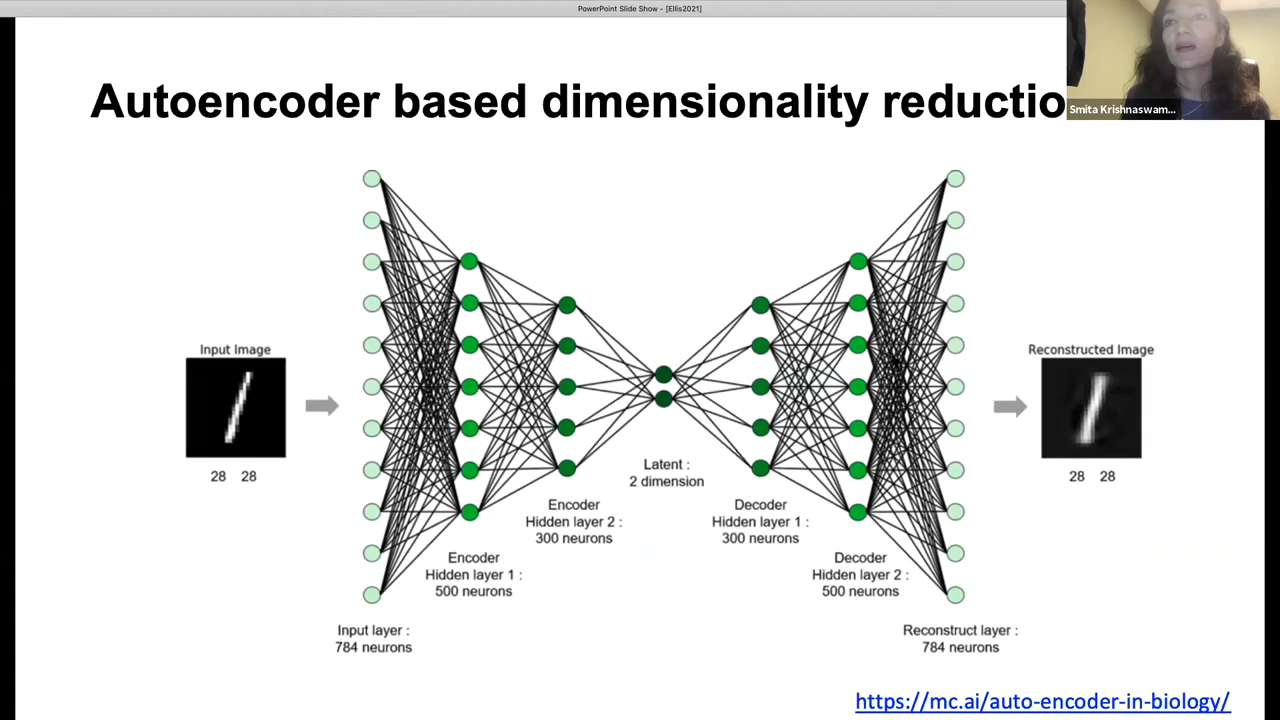 PowerPoint Slide Show - [Ellis2021]
Autoencoder based dimensionality reductio
Smita Krishnaswam...
Input Image
28 28
Input layer :
784 neurons
Encoder
Hidden layer 1 :
500 neurons
Encoder
Hidden layer 2 :
300 neurons
Latent :
2 dimension
Decoder
Hidden layer 1 :
300 neurons
Decoder
Hidden layer 2 :
500 neurons
Reconstruct layer :
784 neurons
Reconstructed Image
28 28
https://mc.ai/auto-encoder-in-biology/